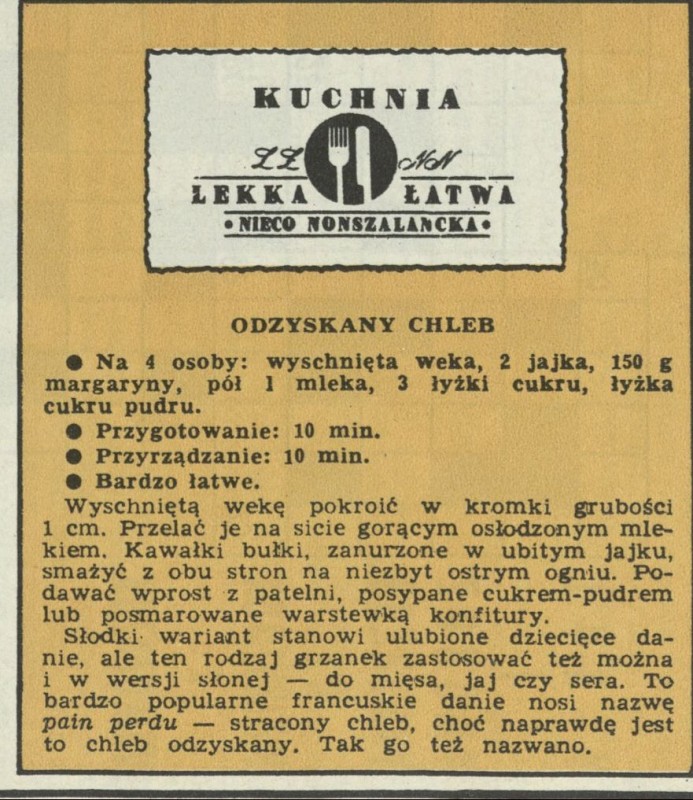 KUCHNIA
ŁŁ NN
LEKKA ŁATWA
• NIECO NONSZALANCKA •
ODZYSKANY CHLEB
● Na 4 osoby: wyschnięta weka, 2 jajka, 150 g
margaryny, pół l mleka, 3 łyżki cukru, łyżka
cukru pudru.
● Przygotowanie: 10 min.
● Przyrządzanie: 10 min.
● Bardzo łatwe.
Wyschniętą wekę pokroić w kromki grubości
1 cm. Przelać je na sicie gorącym osłodzonym mle-
kiem. Kawałki bułki, zanurzone w ubitym jajku,
smażyć z obu stron na niezbyt ostrym ogniu. Po-
dawać wprost z patelni, posypane cukrem-pudrem
lub posmarowane warstewką konfitury.
Słodki wariant stanowi ulubione dziecięce da-
nie, ale ten rodzaj grzanek zastosować też można
i w wersji słonej — do mięsa, jaj czy sera. To
bardzo popularne francuskie danie nosi nazwę
pain perdu — stracony chleb, choć naprawdę jest
to chleb odzyskany. Tak go też nazwano.